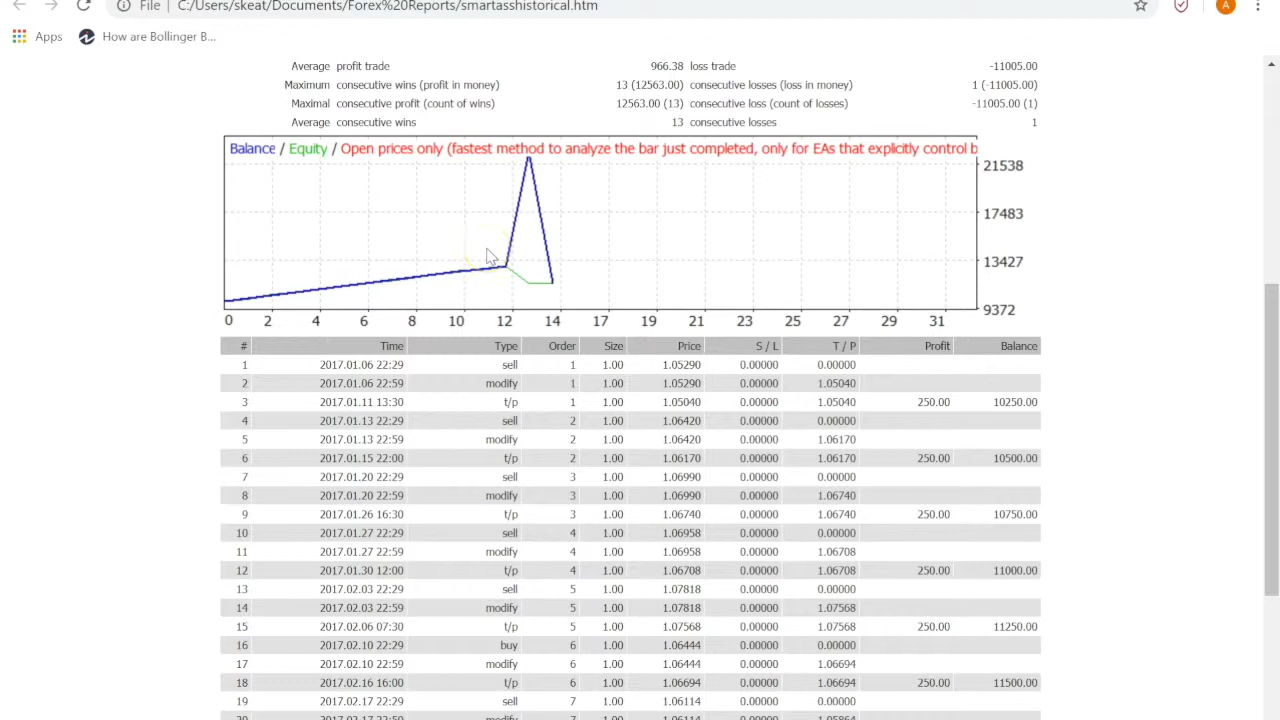 File | C:/Users/skeat/Documents/Forex%20Reports/smartasshistorical.htm A
Apps How are Bollinger B...
Average profit trade 966.38 loss trade -11005.00
Maximum consecutive wins (profit in money) 13 (12563.00) consecutive losses (loss in money) 1 (-11005.00)
Maximal consecutive profit (count of wins) 12563.00 (13) consecutive loss (count of losses) -11005.00 (1)
Average consecutive wins 13 consecutive losses 1
Balance / Equity / Open prices only (fastest method to analyze the bar just completed, only for EAs that explicitly control b
21538
17483
13427
9372
0 2 4 6 8 10 12 14 17 19 21 23 25 27 29 31
# Time Type Order Size Price S / L T / P Profit Balance
1 2017.01.06 22:29 sell 1 1.00 1.05290 0.00000 0.00000
2 2017.01.06 22:59 modify 1 1.00 1.05290 0.00000 1.05040
3 2017.01.11 13:30 t/p 1 1.00 1.05040 0.00000 1.05040 250.00 10250.00
4 2017.01.13 22:29 sell 2 1.00 1.06420 0.00000 0.00000
5 2017.01.13 22:59 modify 2 1.00 1.06420 0.00000 1.06170
6 2017.01.15 22:00 t/p 2 1.00 1.06170 0.00000 1.06170 250.00 10500.00
7 2017.01.20 22:29 sell 3 1.00 1.06990 0.00000 0.00000
8 2017.01.20 22:59 modify 3 1.00 1.06990 0.00000 1.06740
9 2017.01.26 16:30 t/p 3 1.00 1.06740 0.00000 1.06740 250.00 10750.00
10 2017.01.27 22:29 sell 4 1.00 1.06958 0.00000 0.00000
11 2017.01.27 22:59 modify 4 1.00 1.06958 0.00000 1.06708
12 2017.01.30 12:00 t/p 4 1.00 1.06708 0.00000 1.06708 250.00 11000.00
13 2017.02.03 22:29 sell 5 1.00 1.07818 0.00000 0.00000
14 2017.02.03 22:59 modify 5 1.00 1.07818 0.00000 1.07568
15 2017.02.06 07:30 t/p 5 1.00 1.07568 0.00000 1.07568 250.00 11250.00
16 2017.02.10 22:29 buy 6 1.00 1.06444 0.00000 0.00000
17 2017.02.10 22:59 modify 6 1.00 1.06444 0.00000 1.06694
18 2017.02.16 16:00 t/p 6 1.00 1.06694 0.00000 1.06694 250.00 11500.00
19 2017.02.17 22:29 sell 7 1.00 1.06114 0.00000 0.00000
20 2017.02.17 22:59 modify 7 1.00 1.06114 0.00000 1.05864